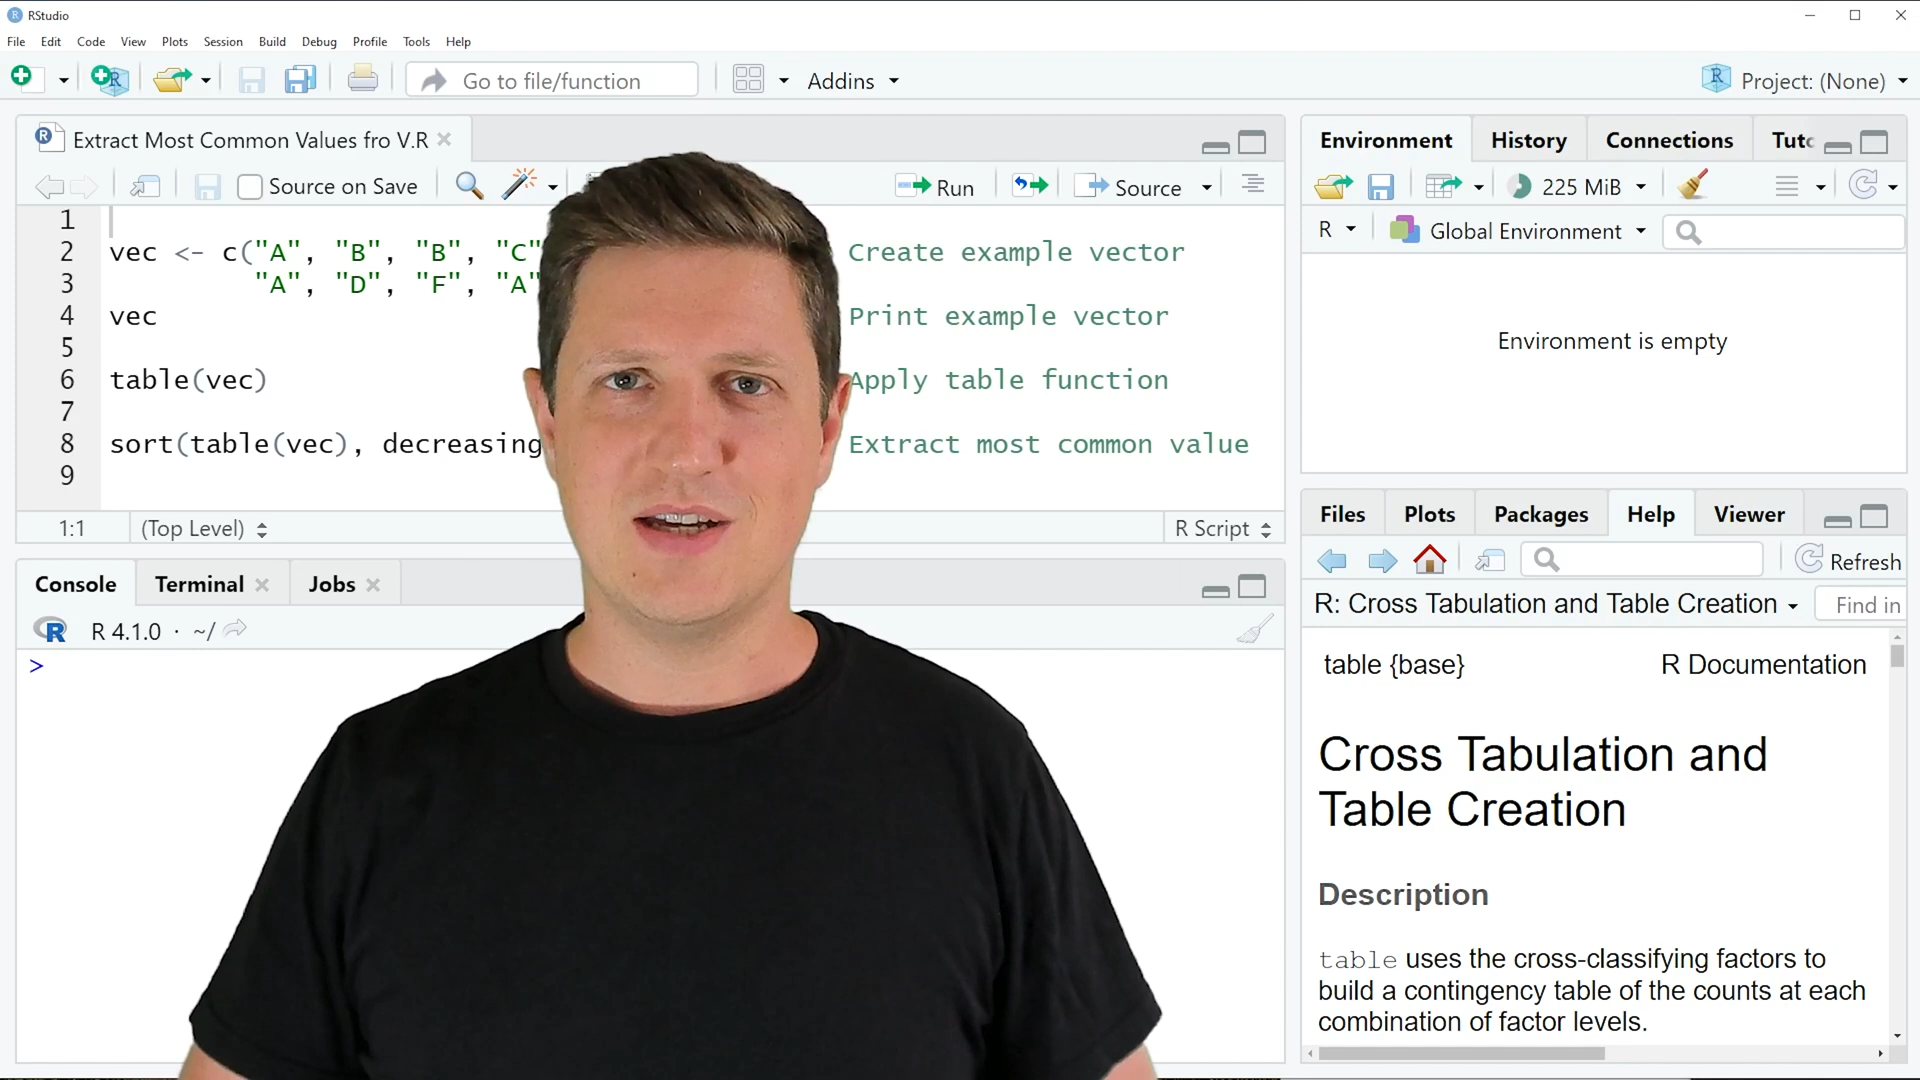 RStudio
File Edit Code View Plots Session Build Debug Profile Tools Help
Go to file/function Addins Project: (None)
Extract Most Common Values fro V.R
Source on Save Run Source
1
2 vec <- c("A", "B", "B", "C" Create example vector
3 "A", "D", "F", "A"
4 vec Print example vector
5
6 table(vec) Apply table function
7
8 sort(table(vec), decreasing Extract most common value
9
1:1 (Top Level) R Script
Console Terminal Jobs
R 4.1.0 · ~/
>
Environment History Connections Tuto
225 MiB
R Global Environment
Environment is empty
Files Plots Packages Help Viewer
Refresh
R: Cross Tabulation and Table Creation Find in
table {base} R Documentation
Cross Tabulation and
Table Creation
Description
table uses the cross-classifying factors to
build a contingency table of the counts at each
combination of factor levels.